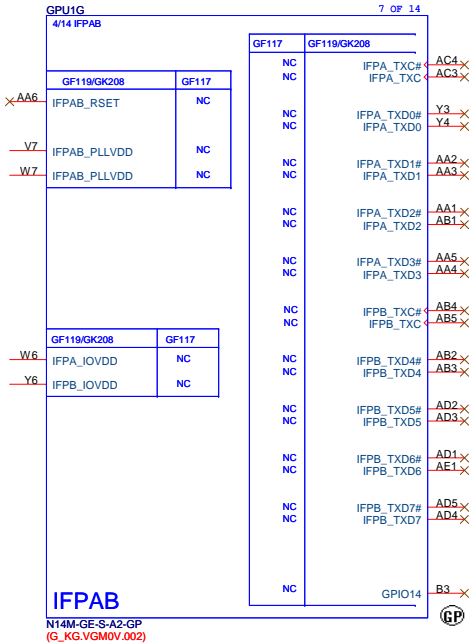 GPU1G 7 OF 14
4/14 IFPAB
GF119/GK208 GF117
AA6 IFPAB_RSET NC
V7 IFPAB_PLLVDD NC
W7 IFPAB_PLLVDD NC
GF119/GK208 GF117
W6 IFPA_IOVDD NC
Y6 IFPB_IOVDD NC
GF117 GF119/GK208
NC IFPA_TXC# AC4
NC IFPA_TXC AC3
NC IFPA_TXD0# Y3
NC IFPA_TXD0 Y4
NC IFPA_TXD1# AA2
NC IFPA_TXD1 AA3
NC IFPA_TXD2# AA1
NC IFPA_TXD2 AB1
NC IFPA_TXD3# AA5
NC IFPA_TXD3 AA4
NC IFPB_TXC# AB4
NC IFPB_TXC AB5
NC IFPB_TXD4# AB2
NC IFPB_TXD4 AB3
NC IFPB_TXD5# AD2
NC IFPB_TXD5 AD3
NC IFPB_TXD6# AD1
NC IFPB_TXD6 AE1
NC IFPB_TXD7# AD5
NC IFPB_TXD7 AD4
NC GPIO14 B3
IFPAB
GP
N14M-GE-S-A2-GP
(G_KG.VGM0V.002)